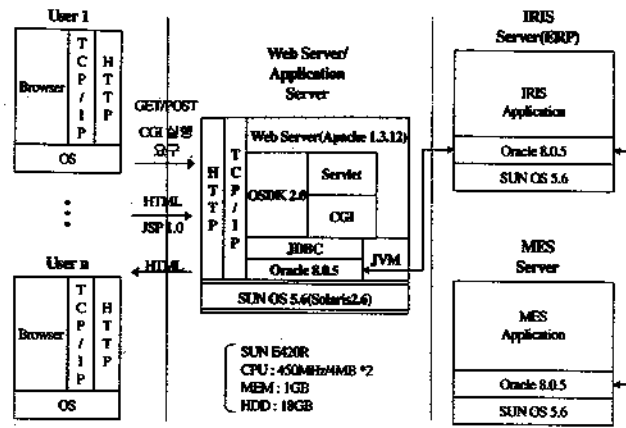 User 1
Browser
TCP/IP
HTTP
OS
User n
Browser
TCP/IP
HTTP
OS
GET/POST
CGI 실행
요구
HTML
JSP 1.0
HTML
Web Server/
Application
Server
HTTP
TCP/IP
Web Server(Apache 1.3.12)
OSDK 2.0
Servlet
CGI
JDBC
Oracle 8.0.5
JVM
SUN OS 5.6(Solaris2.6)
SUN E420R
CPU : 450MHz/4MB *2
MEM : 1GB
HDD : 18GB
IRIS
Server(ERP)
IRIS
Application
Oracle 8.0.5
SUN OS 5.6
MES
Server
MES
Application
Oracle 8.0.5
SUN OS 5.6